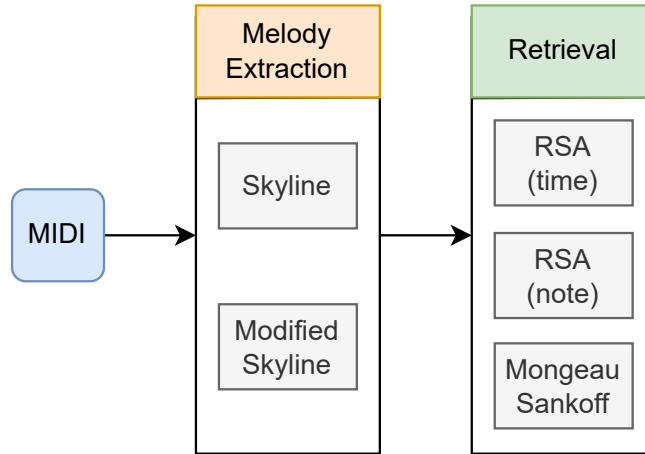 MIDI
Melody
Extraction
Skyline
Modified
Skyline
Retrieval
RSA
(time)
RSA
(note)
Mongeau
Sankoff